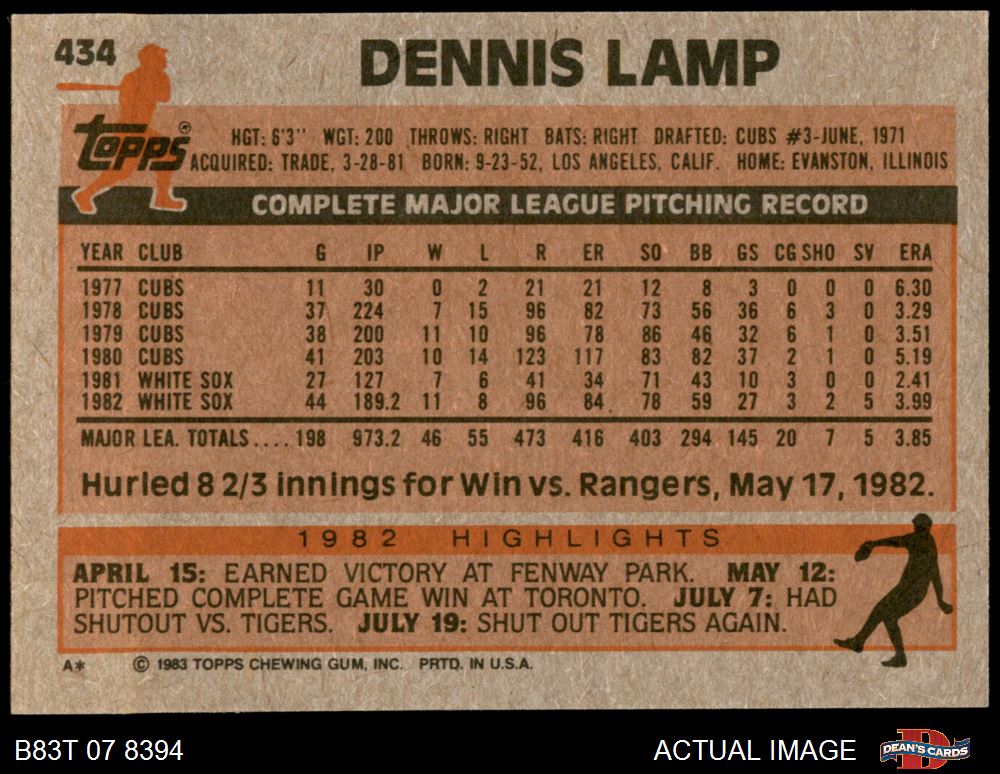 434
DENNIS LAMP
topps®
HGT: 6'3'' WGT: 200 THROWS: RIGHT BATS: RIGHT DRAFTED: CUBS #3-JUNE, 1971
ACQUIRED: TRADE, 3-28-81 BORN: 9-23-52, LOS ANGELES, CALIF. HOME: EVANSTON, ILLINOIS
COMPLETE MAJOR LEAGUE PITCHING RECORD
YEAR CLUB G IP W L R ER SO BB GS CG SHO SV ERA
1977 CUBS 11 30 0 2 21 21 12 8 3 0 0 0 6.30
1978 CUBS 37 224 7 15 96 82 73 56 36 6 3 0 3.29
1979 CUBS 38 200 11 10 96 78 86 46 32 6 1 0 3.51
1980 CUBS 41 203 10 14 123 117 83 82 37 2 1 0 5.19
1981 WHITE SOX 27 127 7 6 41 34 71 43 10 3 0 0 2.41
1982 WHITE SOX 44 189.2 11 8 96 84 78 59 27 3 2 5 3.99
MAJOR LEA. TOTALS.... 198 973.2 46 55 473 416 403 294 145 20 7 5 3.85
Hurled 8 2/3 innings for Win vs. Rangers, May 17, 1982.
1982 HIGHLIGHTS
APRIL 15: EARNED VICTORY AT FENWAY PARK. MAY 12:
PITCHED COMPLETE GAME WIN AT TORONTO. JULY 7: HAD
SHUTOUT VS. TIGERS. JULY 19: SHUT OUT TIGERS AGAIN.
A* © 1983 TOPPS CHEWING GUM, INC. PRTD. IN U.S.A.
B83T 07 8394 ACTUAL IMAGE DEAN'S CARDS